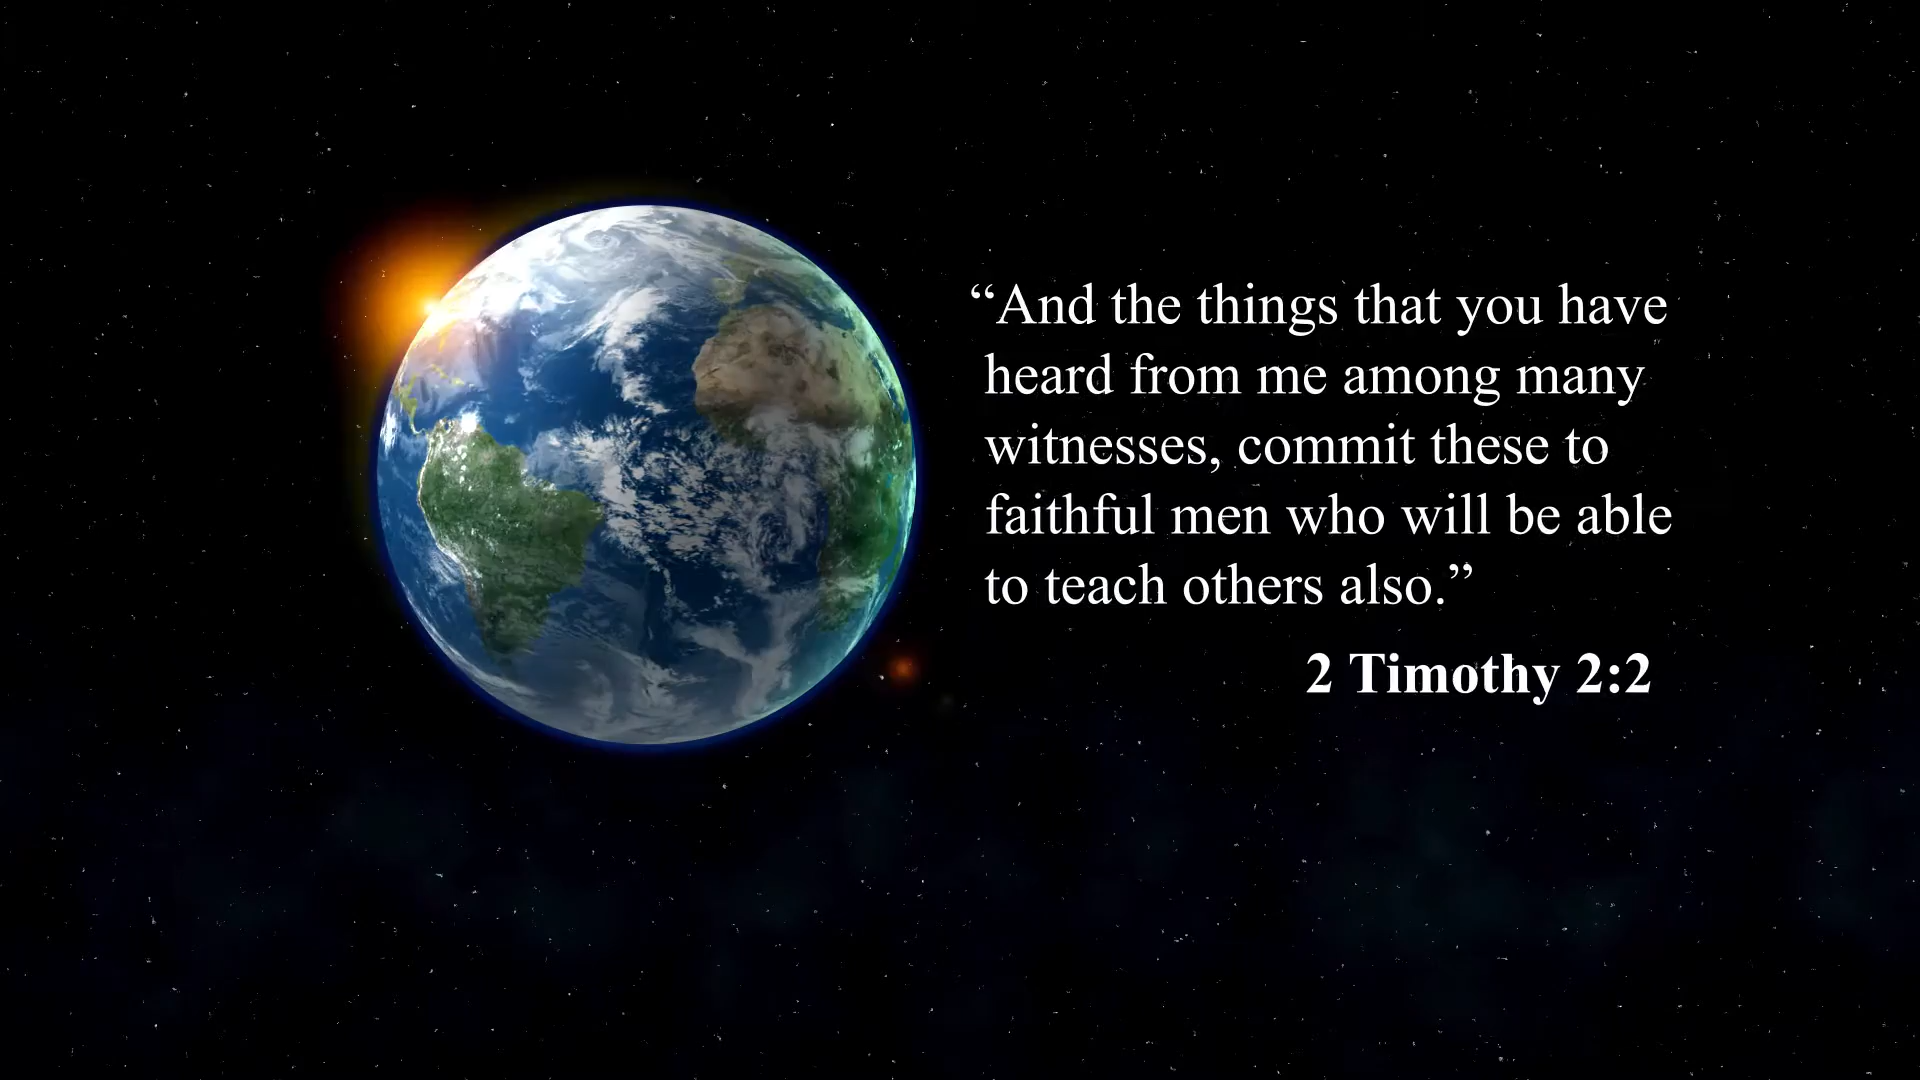 “And the things that you have
heard from me among many
witnesses, commit these to
faithful men who will be able
to teach others also.”
2 Timothy 2:2